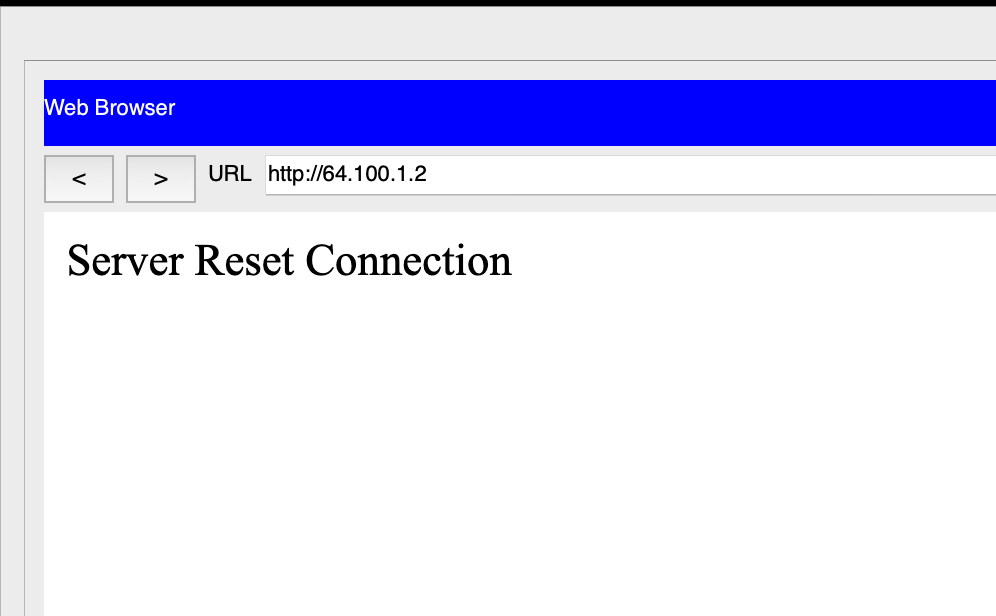 Web Browser
< > URL http://64.100.1.2
Server Reset Connection